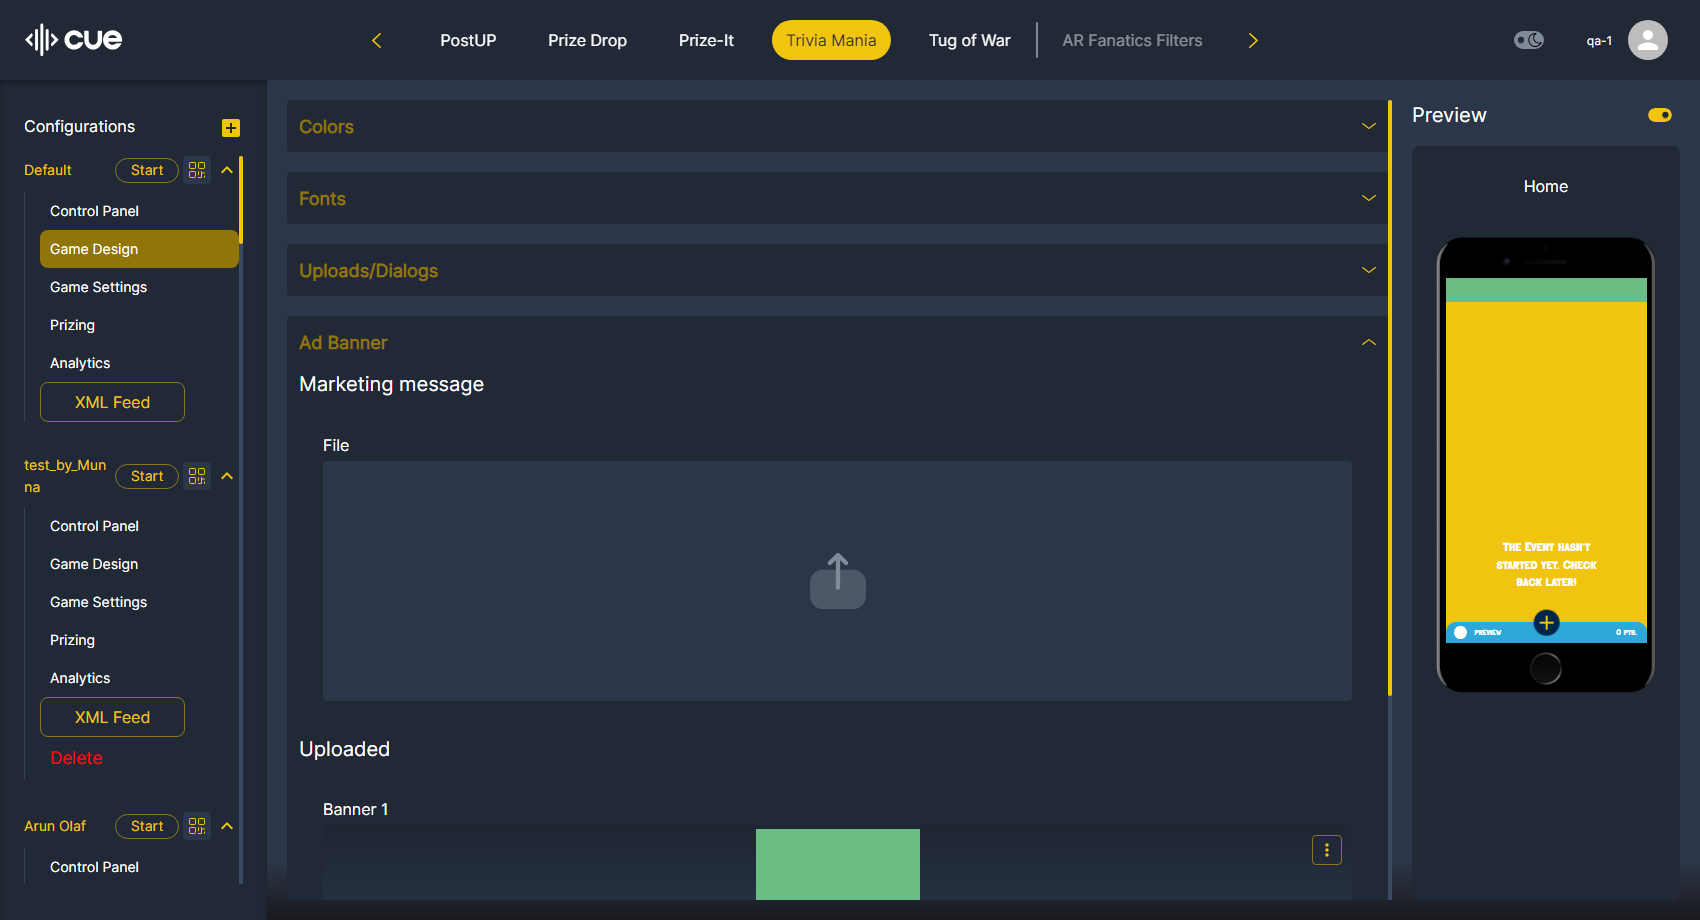 cue
PostUP
Prize Drop
Prize-It
Trivia Mania
Tug of War
AR Fanatics Filters
qa-1
Configurations
Default
Start
Control Panel
Game Design
Game Settings
Prizing
Analytics
XML Feed
test_by_Mun
na
Start
Control Panel
Game Design
Game Settings
Prizing
Analytics
XML Feed
Delete
Arun Olaf
Start
Control Panel
Colors
Fonts
Uploads/Dialogs
Ad Banner
Marketing message
File
Uploaded
Banner 1
Preview
Home
The Event hasn't
started yet. Check
back later!
PREVIEW
0 PTS.